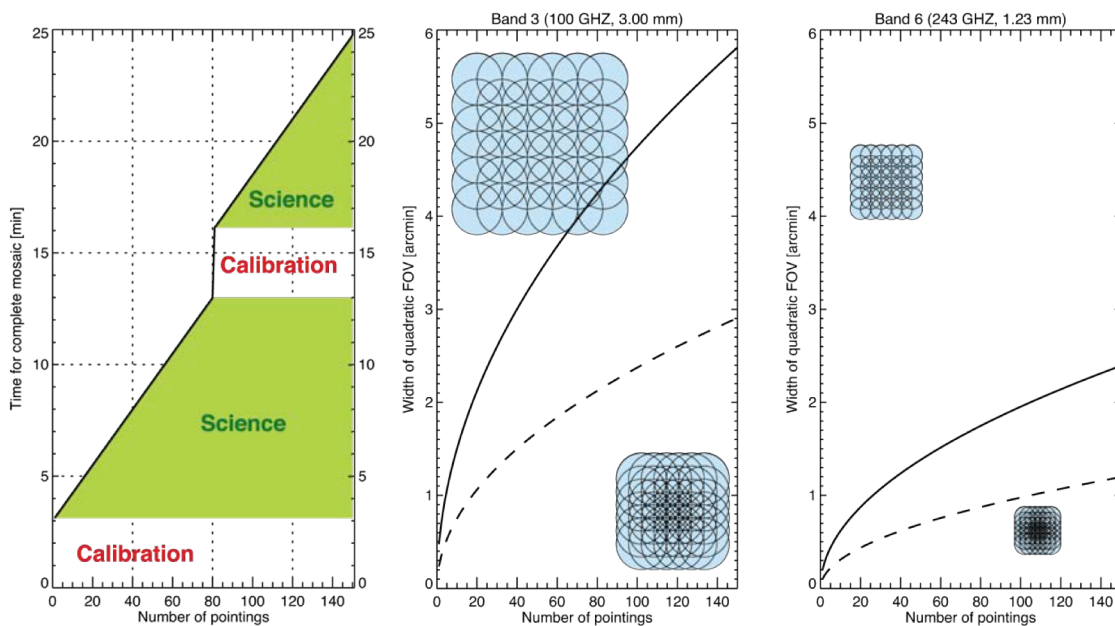 Time for complete mosaic [min]
25
20
15
10
5
0
25
20
15
10
5
0
Science
Calibration
Science
Calibration
0 20 40 60 80 100 120 140
Number of pointings
Band 3 (100 GHZ, 3.00 mm)
Width of quadratic FOV [arcmin]
6
5
4
3
2
1
0
0 20 40 60 80 100 120 140
Number of pointings
Band 6 (243 GHZ, 1.23 mm)
Width of quadratic FOV [arcmin]
6
5
4
3
2
1
0
0 20 40 60 80 100 120 140
Number of pointings